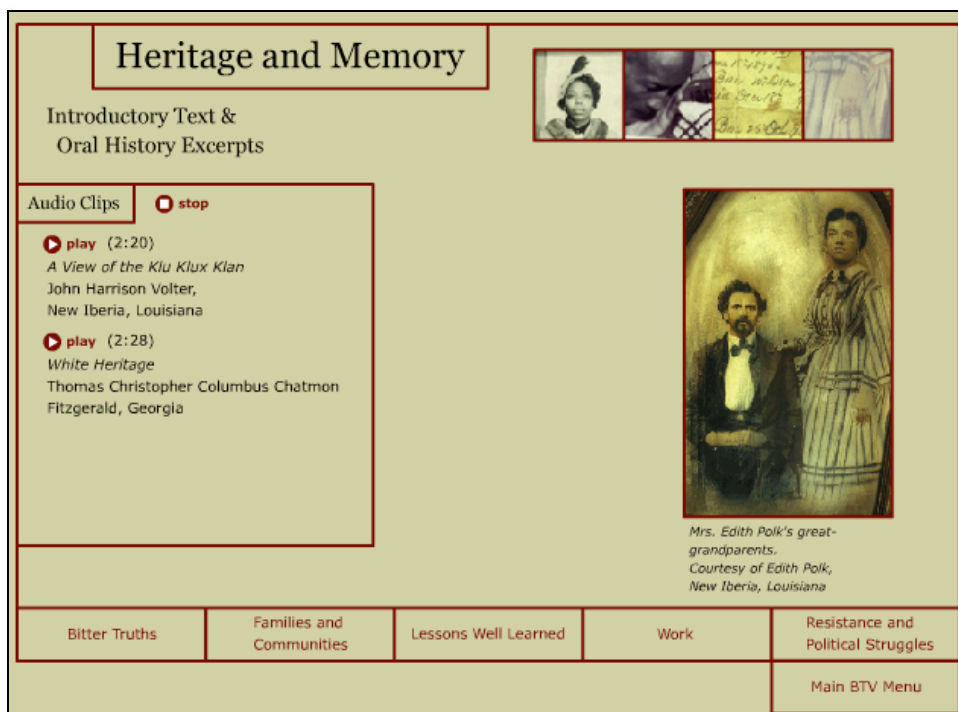 Heritage and Memory
Introductory Text &
Oral History Excerpts
Audio Clips
stop
play (2:20)
A View of the Klu Klux Klan
John Harrison Volter,
New Iberia, Louisiana
play (2:28)
White Heritage
Thomas Christopher Columbus Chatmon
Fitzgerald, Georgia
Mrs. Edith Polk's great-
grandparents.
Courtesy of Edith Polk,
New Iberia, Louisiana
Bitter Truths
Families and
Communities
Lessons Well Learned
Work
Resistance and
Political Struggles
Main BTV Menu